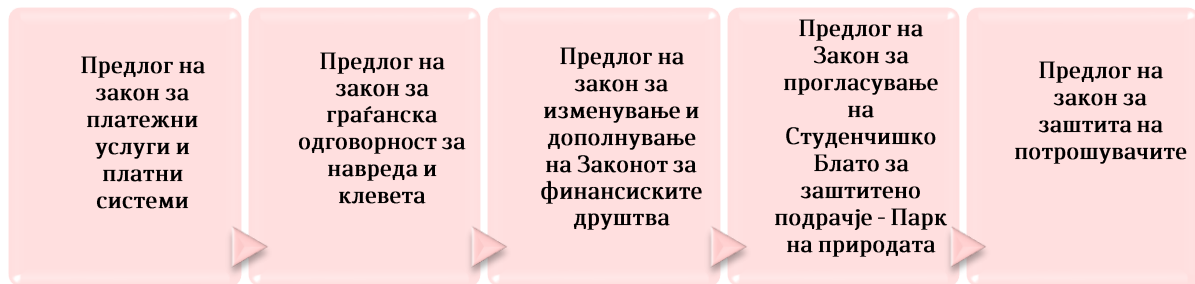 Предлог на
закон за
платежни
услуги и
платни
системи
Предлог на
закон за
граѓанска
одговорност за
навреда и
клевета
Предлог на
закон за
изменување и
дополнување
на Законот за
финансиските
друштва
Предлог на
Закон за
прогласување
на
Студенчишко
Блато за
заштитено
подрачје - Парк
на природата
Предлог на
закон за
заштита на
потрошувачите